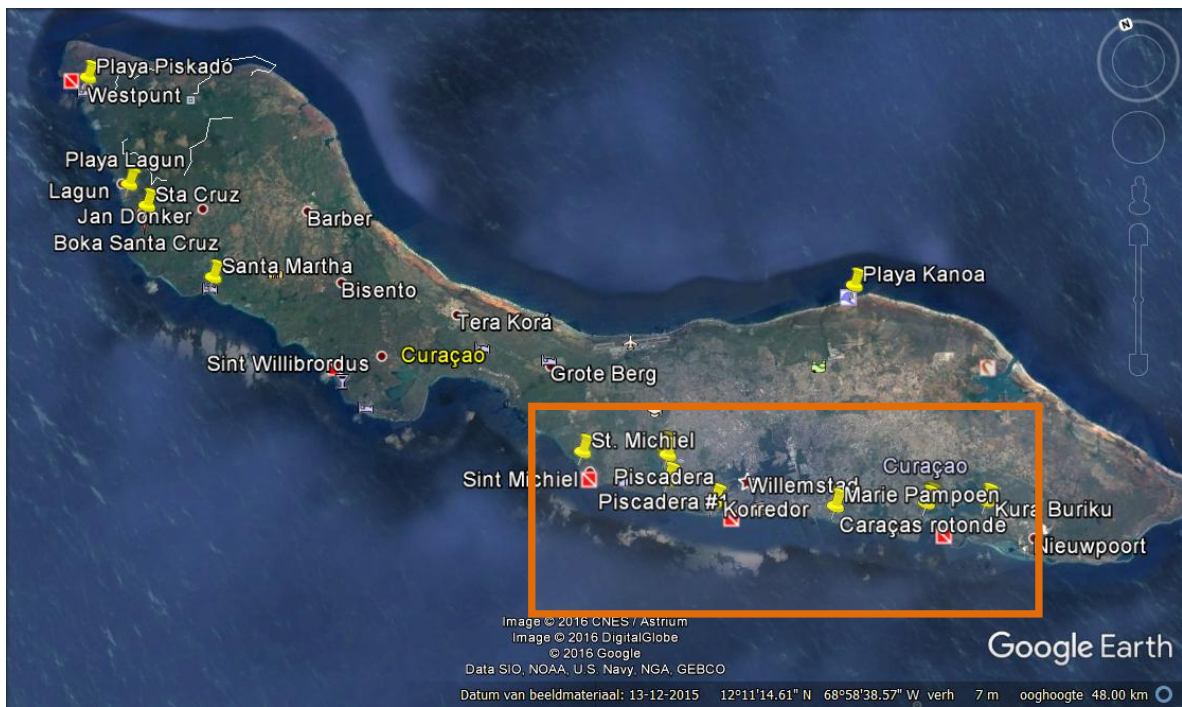 N
Playa Piskadó
Westpunt
Playa Lagun
Lagun
Sta Cruz
Jan Donker
Barber
Boka Santa Cruz
Santa Martha
Playa Kanoa
Bisento
Tera Korá
Sint Willibrordus
Curaçao
Grote Berg
St. Michiel
Curaçao
Sint Michiel
Piscadera
Willemstad
Piscadera #1
Korredor
Marie Pampoen
Kura Buriku
Caraças rotonde
Nieuwpoort
Image © 2016 CNES / Astrium
Image © 2016 DigitalGlobe
© 2016 Google
Data SIO, NOAA, U.S. Navy, NGA, GEBCO
Google Earth
Datum van beeldmateriaal: 13-12-2015 12°11'14.61" N 68°58'38.57" W verh 7 m ooghoogte 48.00 km